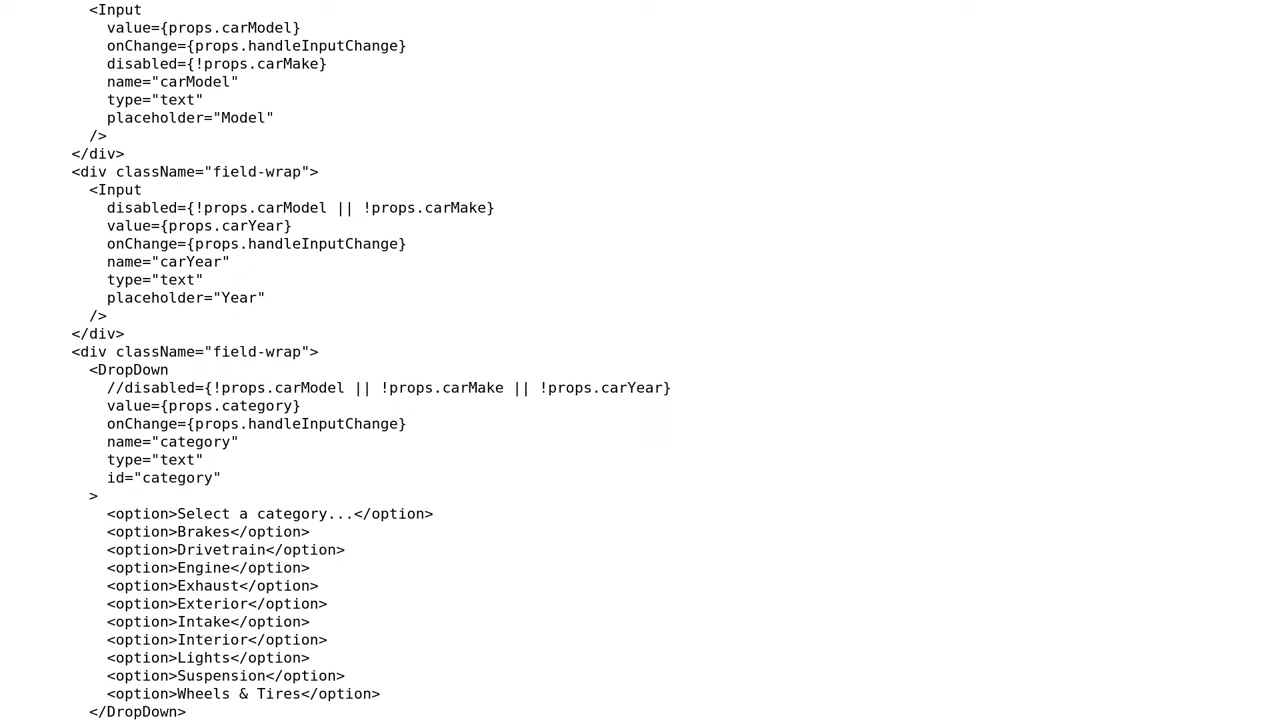 <Input
value={props.carModel}
onChange={props.handleInputChange}
disabled={!props.carMake}
name="carModel"
type="text"
placeholder="Model"
/>
</div>
<div className="field-wrap">
<Input
disabled={!props.carModel || !props.carMake}
value={props.carYear}
onChange={props.handleInputChange}
name="carYear"
type="text"
placeholder="Year"
/>
</div>
<div className="field-wrap">
<DropDown
//disabled={!props.carModel || !props.carMake || !props.carYear}
value={props.category}
onChange={props.handleInputChange}
name="category"
type="text"
id="category"
>
<option>Select a category...</option>
<option>Brakes</option>
<option>Drivetrain</option>
<option>Engine</option>
<option>Exhaust</option>
<option>Exterior</option>
<option>Intake</option>
<option>Interior</option>
<option>Lights</option>
<option>Suspension</option>
<option>Wheels & Tires</option>
</DropDown>